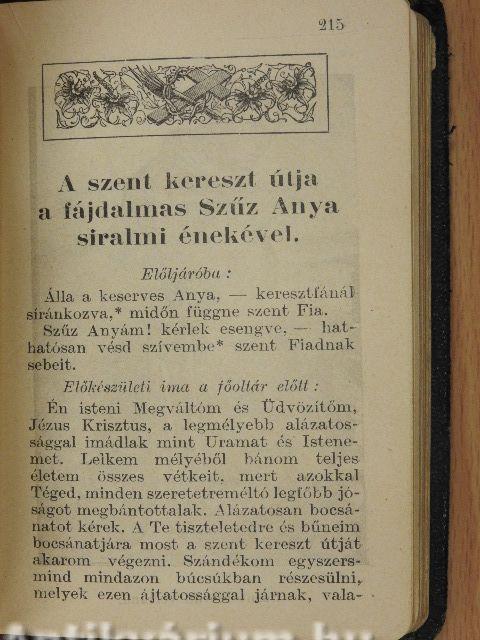 215
A szent kereszt útja
a fájdalmas Szűz Anya
siralmi énekével.
Előljáróba :
Álla a keserves Anya, — keresztfánál
siránkozva,* midőn függne szent Fia.
Szűz Anyám! kérlek esengve, — hat-
hatósan vésd szívembe* szent Fiadnak
sebeit.
Előkészületi ima a főoltár előtt :
Én isteni Megváltóm és Üdvözítőm,
Jézus Krisztus, a legmélyebb alázatos-
sággal imádlak mint Uramat és Istene-
met. Lelkem mélyéből bánom teljes
életem összes vétkeit, mert azokkal
Téged, minden szeretetreméltó legfőbb jó-
ságot megbántottalak. Alázatosan bocsá-
natot kérek. A Te tiszteletedre és bűneim
bocsánatjára most a szent kereszt útját
akarom végezni. Szándékom egyszers-
mind mindazon búcsúkban részesülni,
melyek ezen ájtatossággal járnak, vala-
Antikvárium.hu